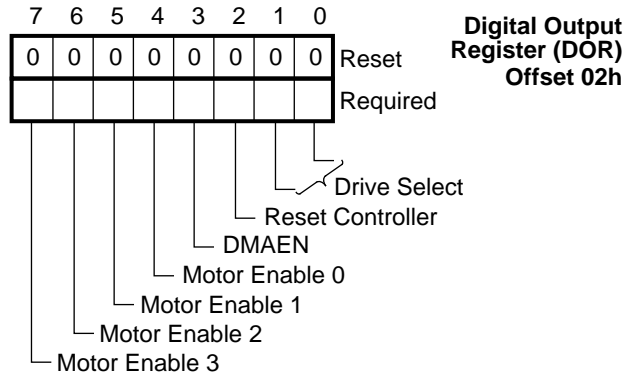 7 6 5 4 3 2 1 0
Digital Output
Register (DOR)
Offset 02h
0 0 0 0 0 0 0 0 Reset
Required
Drive Select
Reset Controller
DMAEN
Motor Enable 0
Motor Enable 1
Motor Enable 2
Motor Enable 3